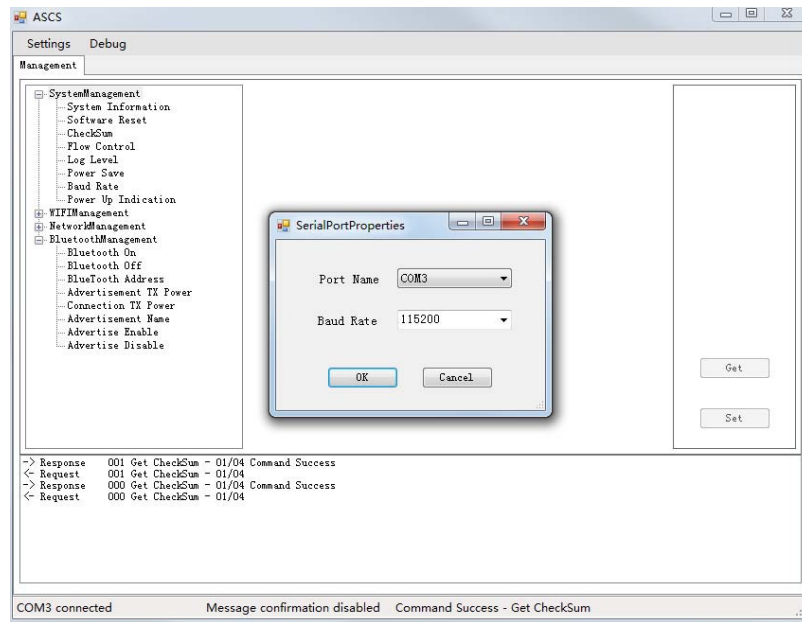 ASCS
Settings Debug
Management
SystemManagement
System Information
Software Reset
CheckSum
Flow Control
Log Level
Power Save
Baud Rate
Power Up Indication
WIFIManagement
NetworkManagement
BluetoothManagement
Bluetooth On
Bluetooth Off
BlueTooth Address
Advertisement TX Power
Connection TX Power
Advertisement Name
Advertise Enable
Advertise Disable
SerialPortProperties
Port Name COM3
Baud Rate 115200
OK Cancel
Get
Set
-> Response 001 Get CheckSum - 01/04 Command Success
<- Request 001 Get CheckSum - 01/04
-> Response 000 Get CheckSum - 01/04 Command Success
<- Request 000 Get CheckSum - 01/04
COM3 connected Message confirmation disabled Command Success - Get CheckSum